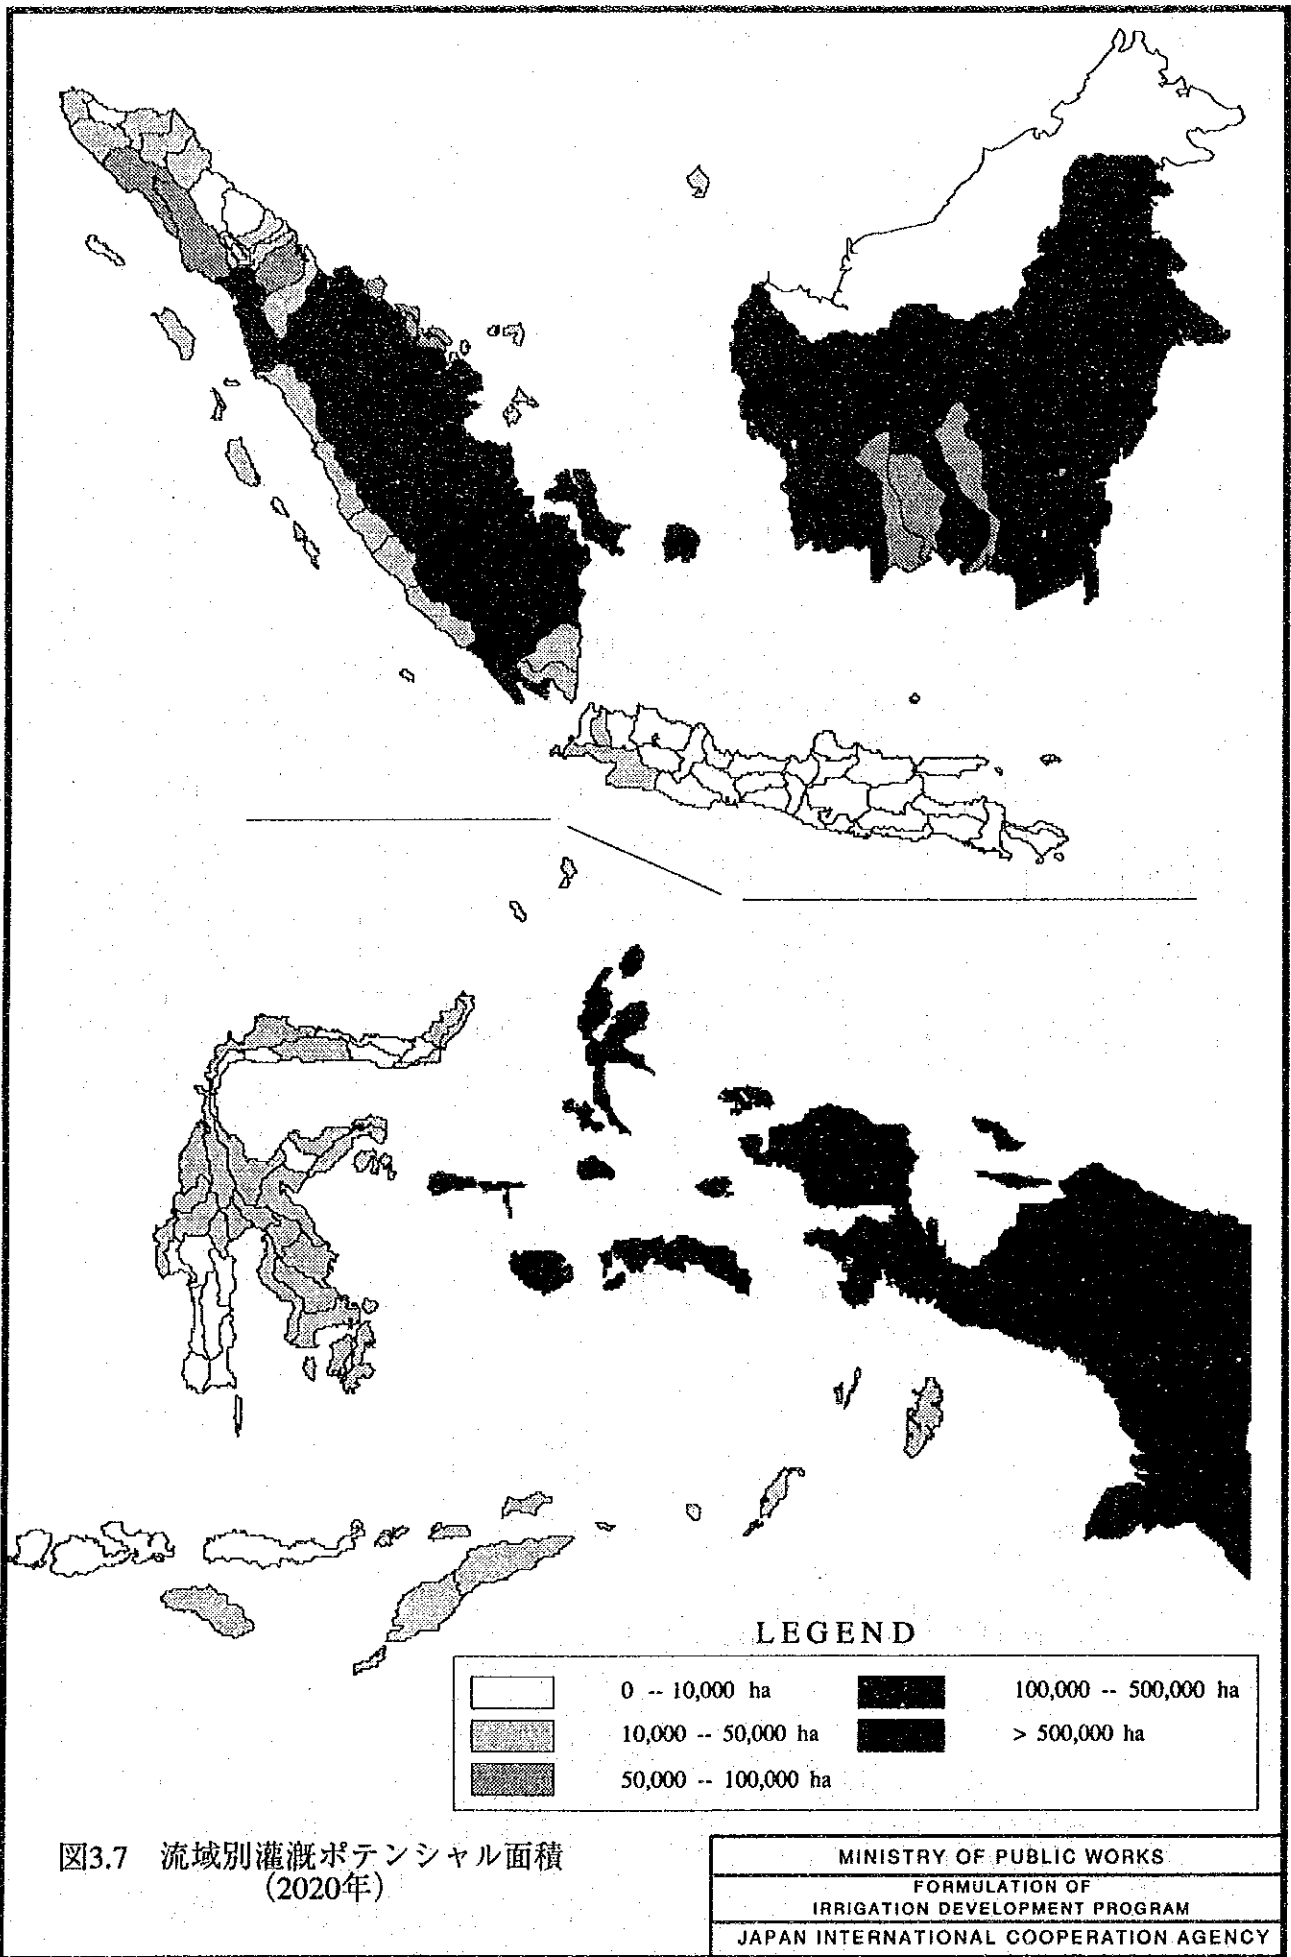 LEGEND
0 -- 10,000 ha
100,000 -- 500,000 ha
10,000 -- 50,000 ha
> 500,000 ha
50,000 -- 100,000 ha
図3.7 流域別灌漑ポテンシャル面積
(2020年)
MINISTRY OF PUBLIC WORKS
FORMULATION OF
IRRIGATION DEVELOPMENT PROGRAM
JAPAN INTERNATIONAL COOPERATION AGENCY